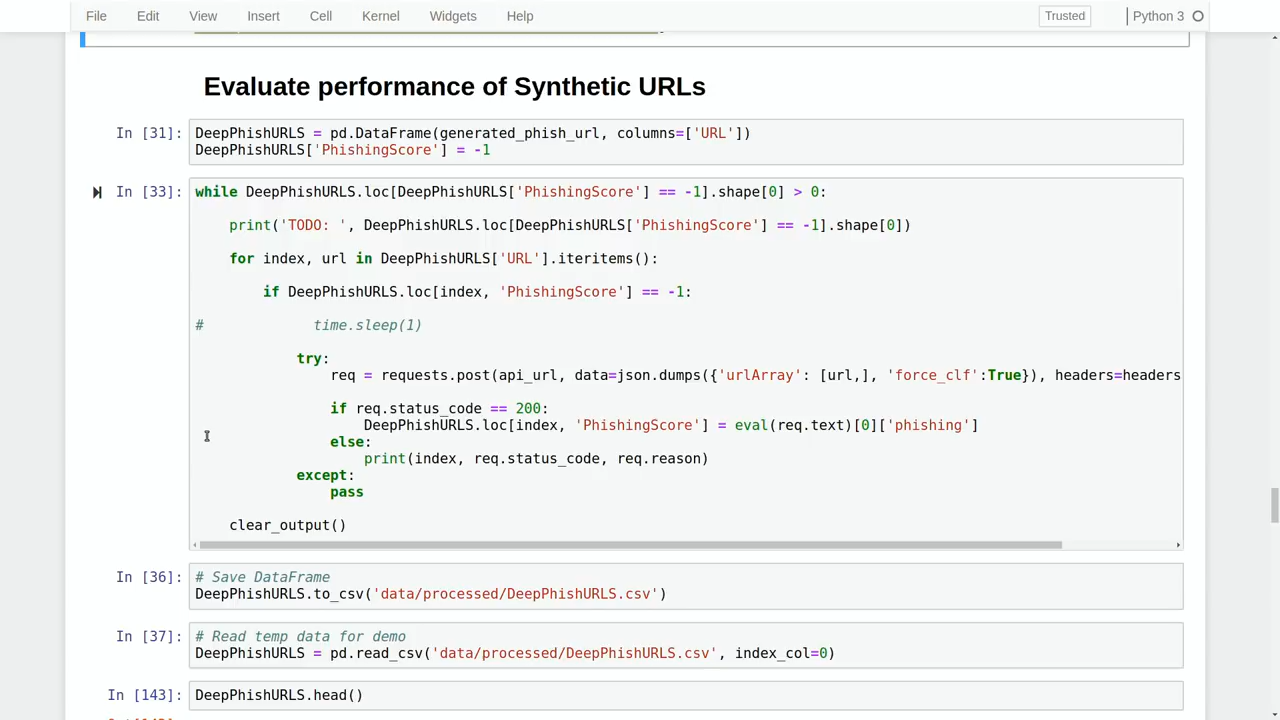 File Edit View Insert Cell Kernel Widgets Help Trusted Python 3
Evaluate performance of Synthetic URLs
In [31]: DeepPhishURLS = pd.DataFrame(generated_phish_url, columns=['URL'])
DeepPhishURLS['PhishingScore'] = -1
In [33]: while DeepPhishURLS.loc[DeepPhishURLS['PhishingScore'] == -1].shape[0] > 0:
print('TODO: ', DeepPhishURLS.loc[DeepPhishURLS['PhishingScore'] == -1].shape[0])
for index, url in DeepPhishURLS['URL'].iteritems():
if DeepPhishURLS.loc[index, 'PhishingScore'] == -1:
# time.sleep(1)
try:
req = requests.post(api_url, data=json.dumps({'urlArray': [url,], 'force_clf':True}), headers=headers
if req.status_code == 200:
DeepPhishURLS.loc[index, 'PhishingScore'] = eval(req.text)[0]['phishing']
else:
print(index, req.status_code, req.reason)
except:
pass
clear_output()
In [36]: # Save DataFrame
DeepPhishURLS.to_csv('data/processed/DeepPhishURLS.csv')
In [37]: # Read temp data for demo
DeepPhishURLS = pd.read_csv('data/processed/DeepPhishURLS.csv', index_col=0)
In [143]: DeepPhishURLS.head()